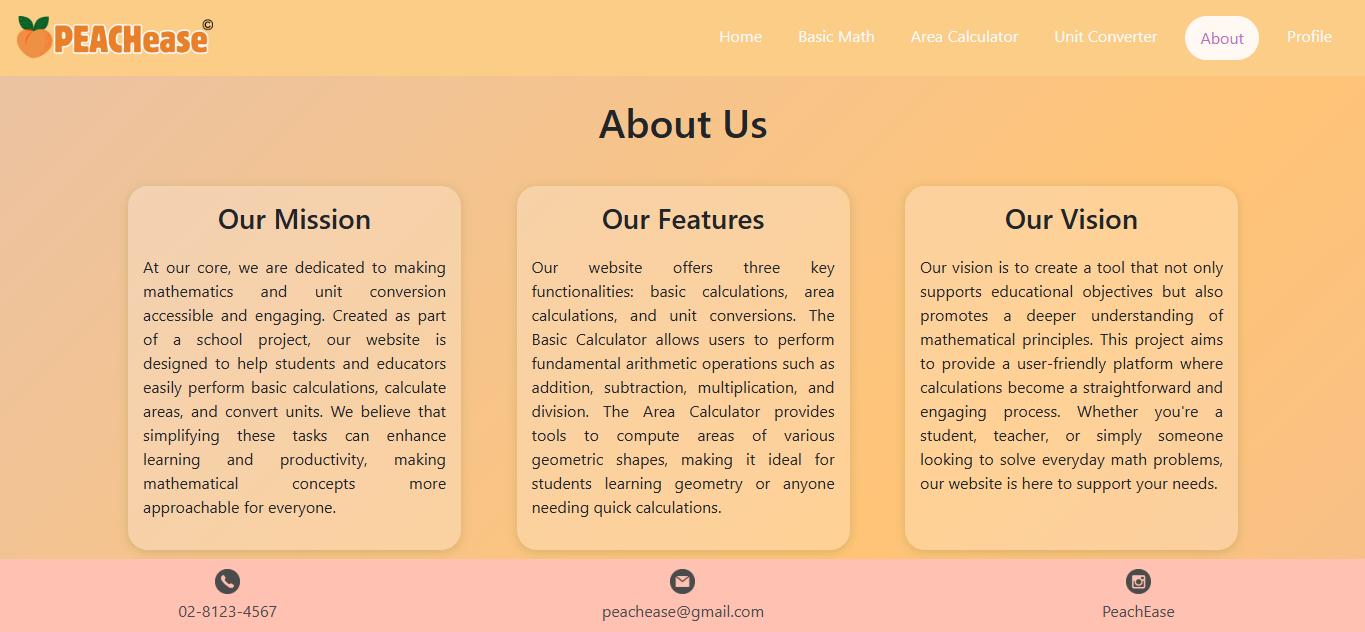 PEACHease©
Home Basic Math Area Calculator Unit Converter About Profile
About Us
Our Mission
At our core, we are dedicated to making
mathematics and unit conversion
accessible and engaging. Created as part
of a school project, our website is
designed to help students and educators
easily perform basic calculations, calculate
areas, and convert units. We believe that
simplifying these tasks can enhance
learning and productivity, making
mathematical concepts more
approachable for everyone.
Our Features
Our website offers three key
functionalities: basic calculations, area
calculations, and unit conversions. The
Basic Calculator allows users to perform
fundamental arithmetic operations such as
addition, subtraction, multiplication, and
division. The Area Calculator provides
tools to compute areas of various
geometric shapes, making it ideal for
students learning geometry or anyone
needing quick calculations.
Our Vision
Our vision is to create a tool that not only
supports educational objectives but also
promotes a deeper understanding of
mathematical principles. This project aims
to provide a user-friendly platform where
calculations become a straightforward and
engaging process. Whether you're a
student, teacher, or simply someone
looking to solve everyday math problems,
our website is here to support your needs.
02-8123-4567
peachease@gmail.com
PeachEase